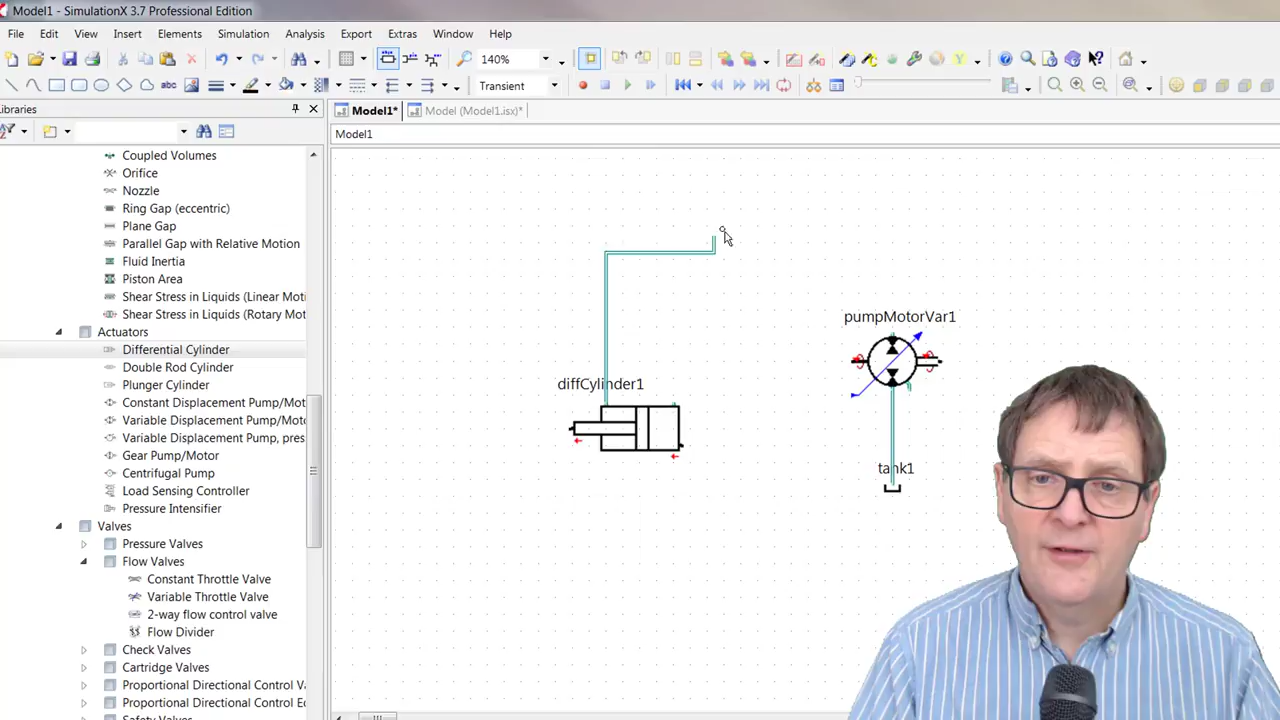 Model1 - SimulationX 3.7 Professional Edition
File Edit View Insert Elements Simulation Analysis Export Extras Window Help
140%
abc
Transient
Libraries
Model1* Model (Model1.isx)*
Model1
Coupled Volumes
Orifice
Nozzle
Ring Gap (eccentric)
Plane Gap
Parallel Gap with Relative Motion
Fluid Inertia
Piston Area
Shear Stress in Liquids (Linear Moti
Shear Stress in Liquids (Rotary Mot
Actuators
Differential Cylinder
Double Rod Cylinder
Plunger Cylinder
Constant Displacement Pump/Mot
Variable Displacement Pump/Moto
Variable Displacement Pump, pres
Gear Pump/Motor
Centrifugal Pump
Load Sensing Controller
Pressure Intensifier
Valves
Pressure Valves
Flow Valves
Constant Throttle Valve
Variable Throttle Valve
2-way flow control valve
Flow Divider
Check Valves
Cartridge Valves
Proportional Directional Control Va
Proportional Directional Control Ed
Safety Valves
diffCylinder1
pumpMotorVar1
tank1